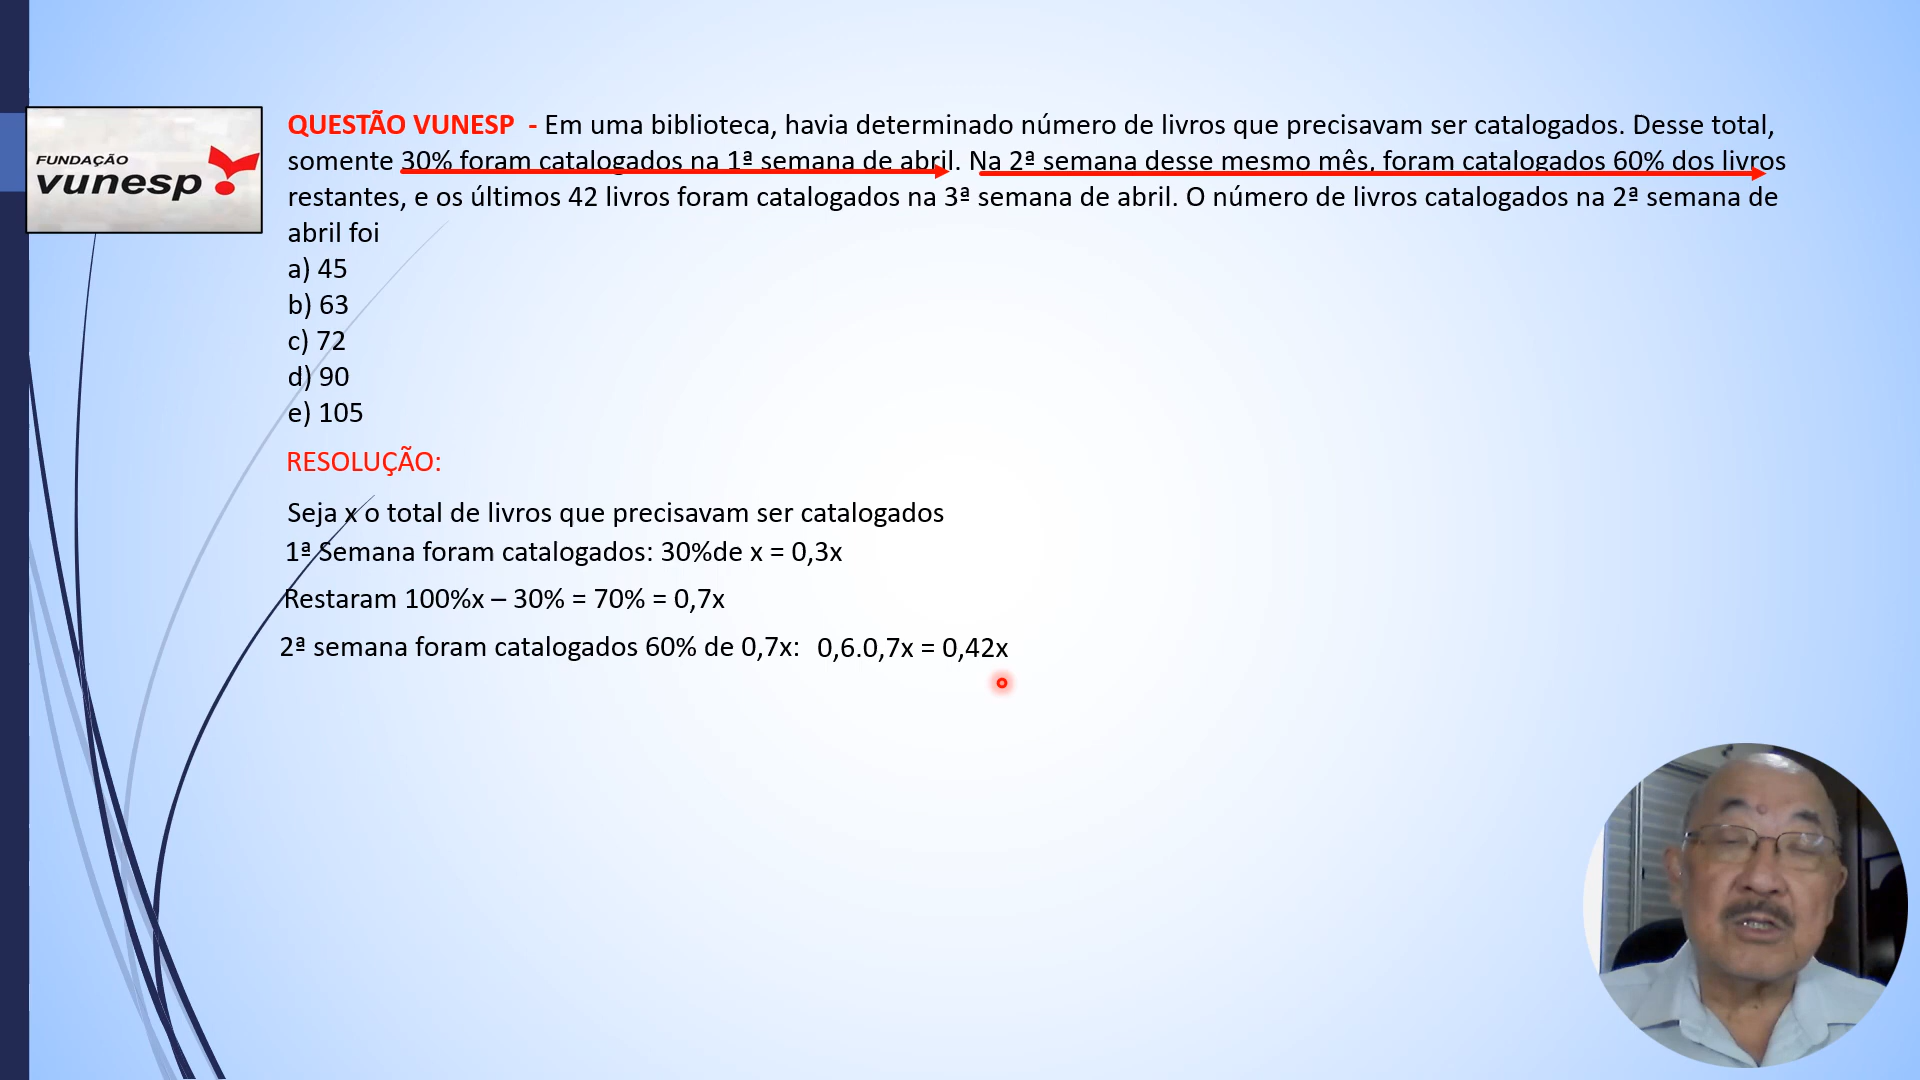 FUNDAÇÃO
vunesp
QUESTÃO VUNESP - Em uma biblioteca, havia determinado número de livros que precisavam ser catalogados. Desse total,
somente 30% foram catalogados na 1ª semana de abril. Na 2ª semana desse mesmo mês, foram catalogados 60% dos livros
restantes, e os últimos 42 livros foram catalogados na 3ª semana de abril. O número de livros catalogados na 2ª semana de
abril foi
a) 45
b) 63
c) 72
d) 90
e) 105
RESOLUÇÃO:
Seja x o total de livros que precisavam ser catalogados
1ª Semana foram catalogados: 30%de x = 0,3x
Restaram 100%x – 30% = 70% = 0,7x
2ª semana foram catalogados 60% de 0,7x: 0,6.0,7x = 0,42x